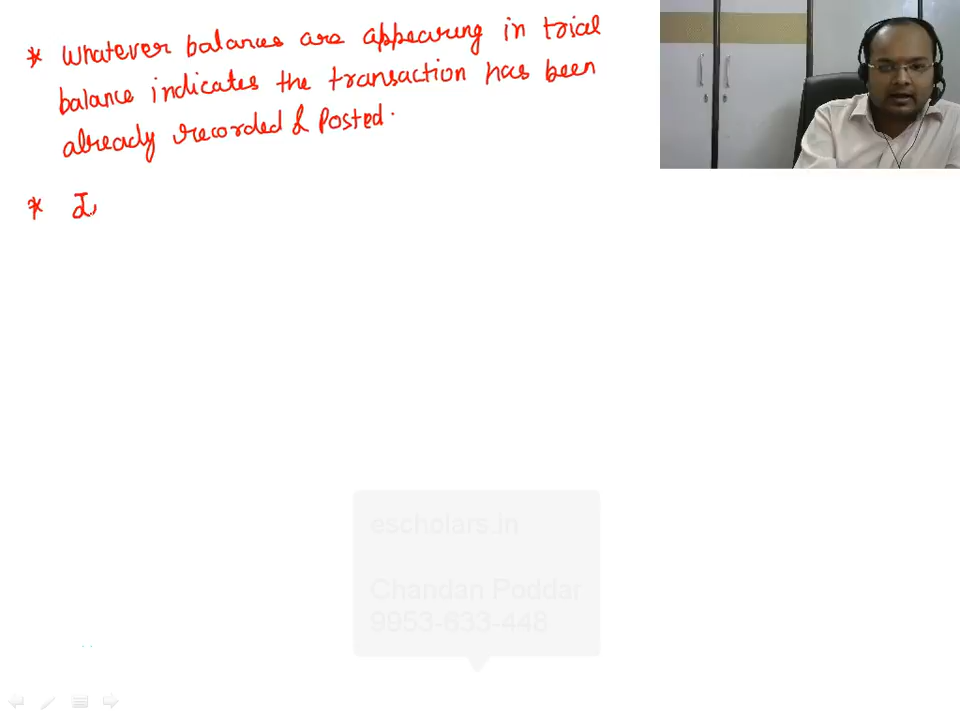 * Whatever balances are appearing in trial
balance indicates the transaction has been
already recorded & Posted.
*
escholars.in
Chandan Poddar
9953-633-448